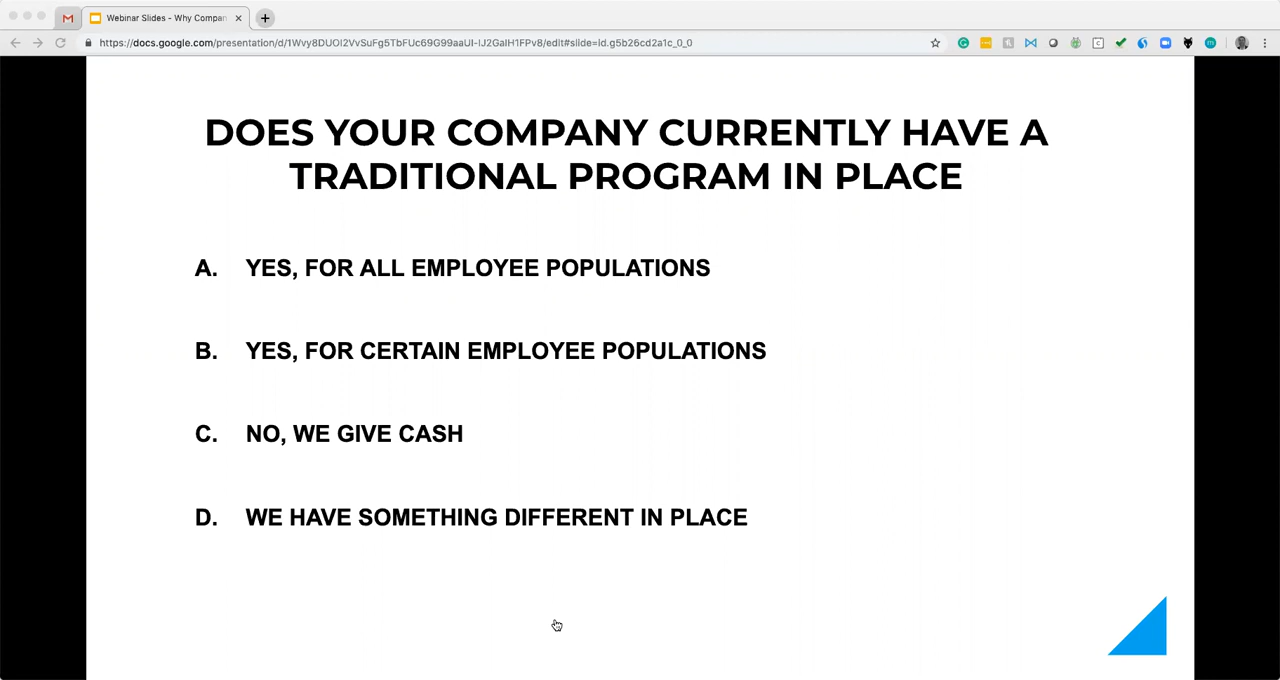 Webinar Slides - Why Compan
https://docs.google.com/presentation/d/1Wvy8DUOI2VvSuFg5TbFUc69G99aaUI-IJ2GaIH1FPv8/edit#slide=id.g5b26cd2a1c_0_0
DOES YOUR COMPANY CURRENTLY HAVE A
TRADITIONAL PROGRAM IN PLACE
A. YES, FOR ALL EMPLOYEE POPULATIONS
B. YES, FOR CERTAIN EMPLOYEE POPULATIONS
C. NO, WE GIVE CASH
D. WE HAVE SOMETHING DIFFERENT IN PLACE